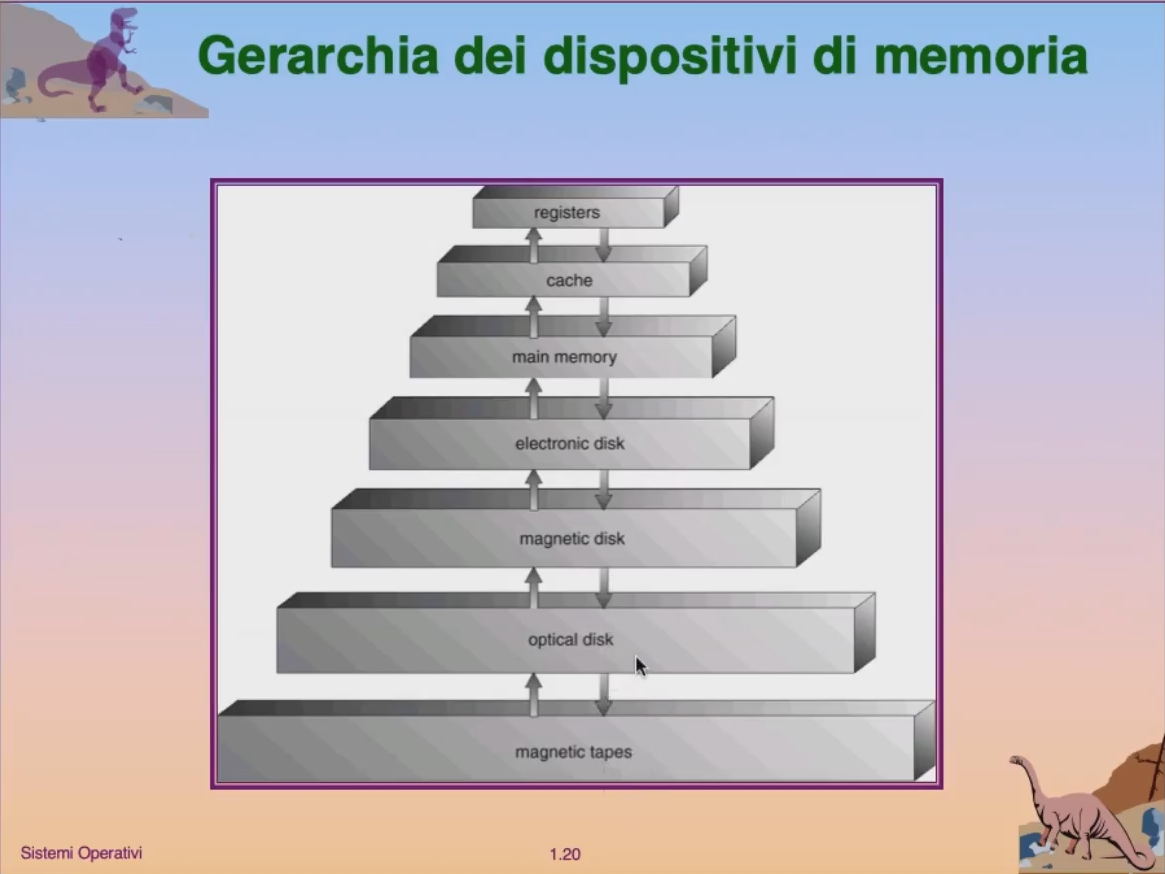 Gerarchia dei dispositivi di memoria
registers
cache
main memory
electronic disk
magnetic disk
optical disk
magnetic tapes
Sistemi Operativi
1.20